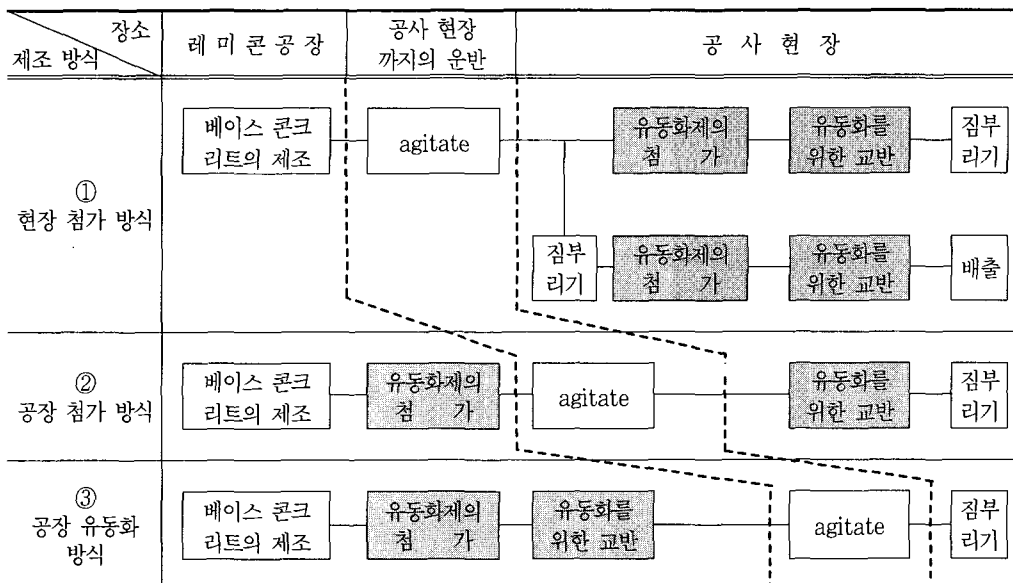 장소
제조 방식
레 미 콘 공 장
공사 현장
까지의 운반
공 사 현 장
①
현장 첨가 방식
베이스 콘크
리트의 제조
agitate
유동화제의
첨 가
유동화를
위한 교반
짐부
리기
짐부
리기
유동화제의
첨 가
유동화를
위한 교반
배출
②
공장 첨가 방식
베이스 콘크
리트의 제조
유동화제의
첨 가
agitate
유동화를
위한 교반
짐부
리기
③
공장 유동화
방식
베이스 콘크
리트의 제조
유동화제의
첨 가
유동화를
위한 교반
agitate
짐부
리기